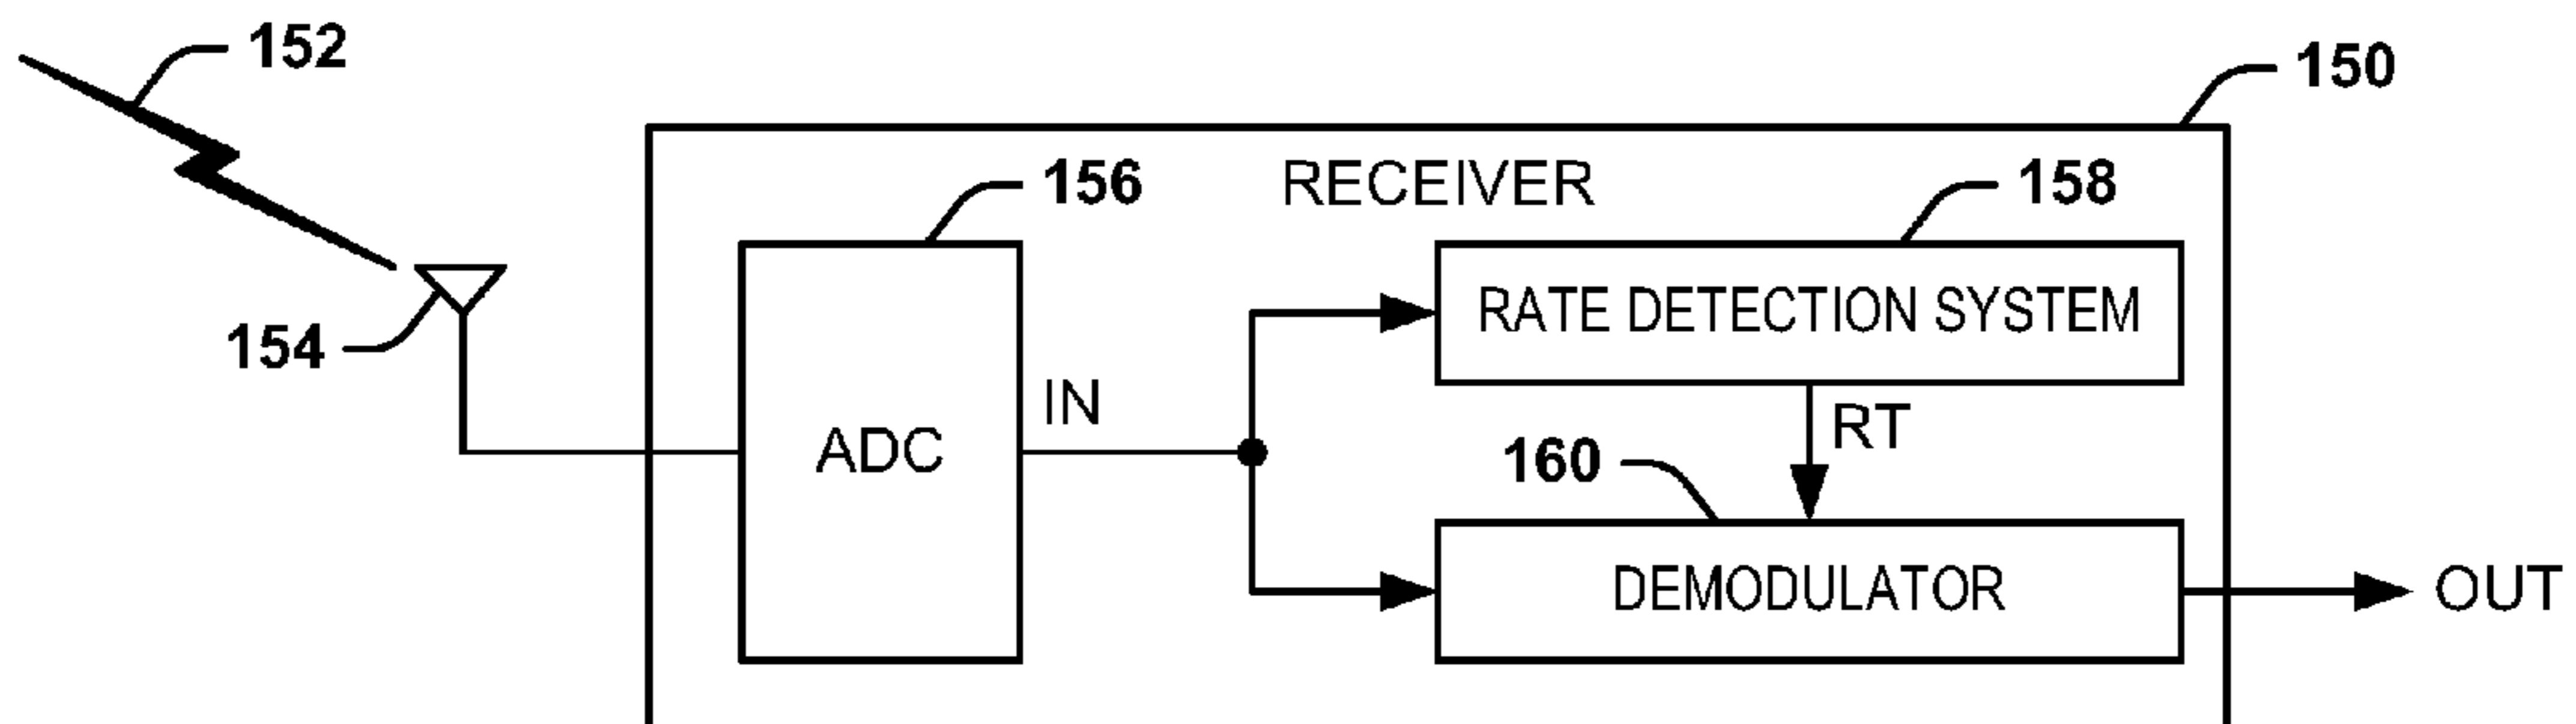 152
150
RECEIVER
156
158
RATE DETECTION SYSTEM
154
IN
RT
ADC
160
DEMODULATOR
OUT